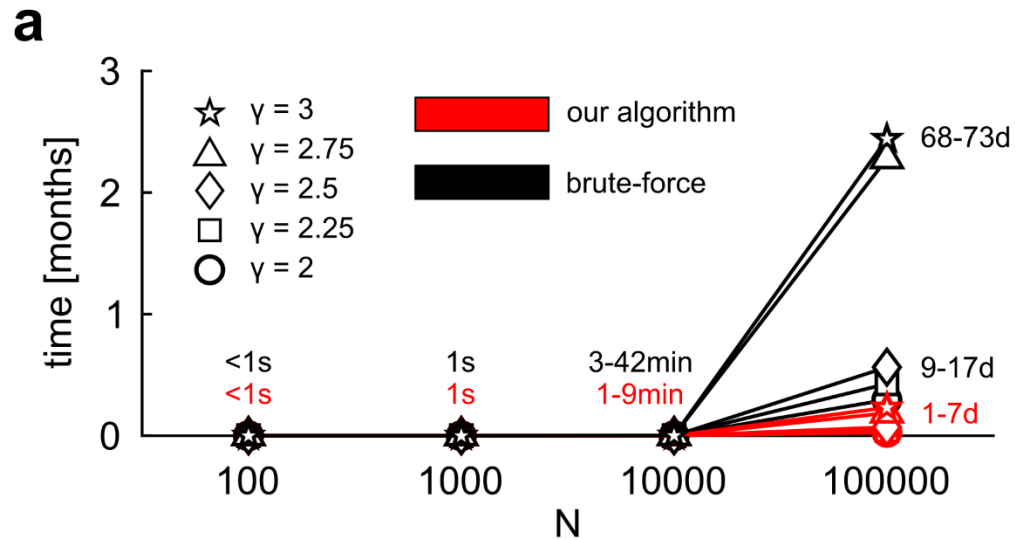 a
time [months]
3
2
1
0
γ = 3
γ = 2.75
γ = 2.5
γ = 2.25
γ = 2
our algorithm
brute-force
68-73d
9-17d
1-7d
<1s
<1s
1s
1s
3-42min
1-9min
100
1000
10000
100000
N